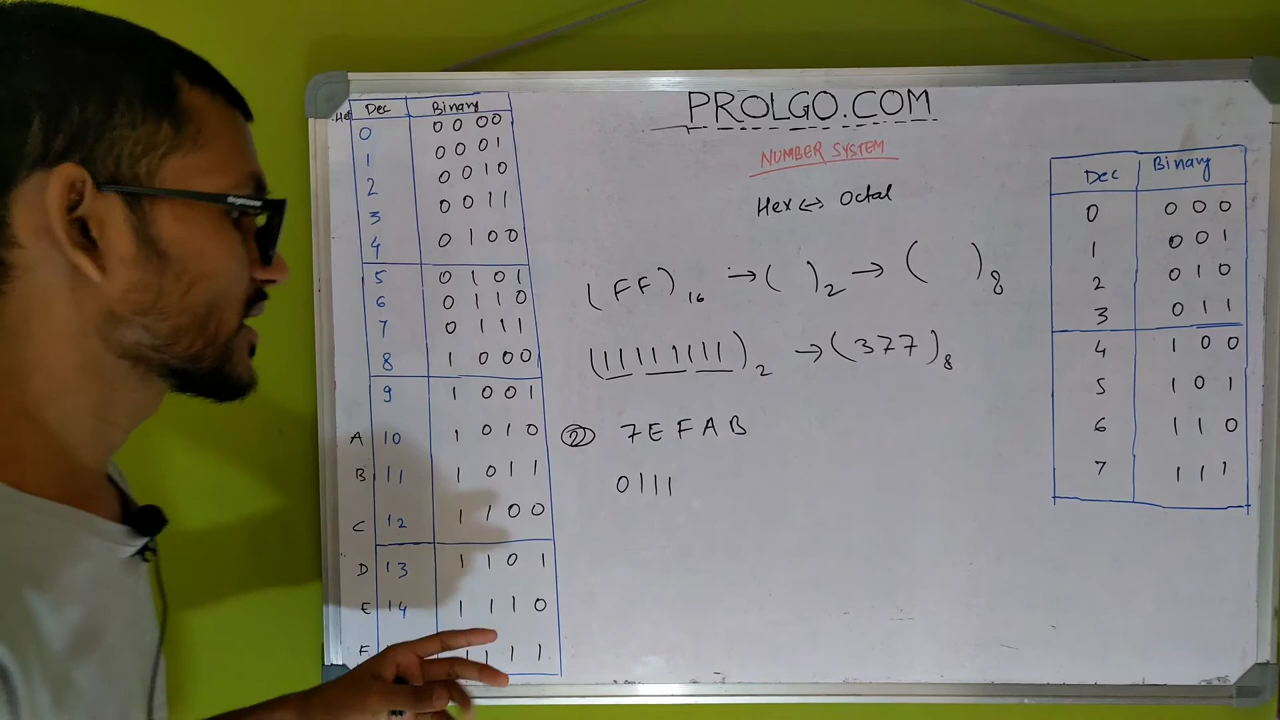 PROLGO.COM
NUMBER SYSTEM
Hex <-> Octal
(FF)16 → ( )2 → ( )8
(11111111)2 → (377)8
② 7EFAB
0111
Hex Dec Binary
0 0000
1 0001
2 0010
3 0011
4 0100
5 0101
6 0110
7 0111
8 1000
9 1001
A 10 1010
B 11 1011
C 12 1100
D 13 1101
E 14 1110
F 1111
Dec Binary
0 000
1 001
2 010
3 011
4 100
5 101
6 110
7 111